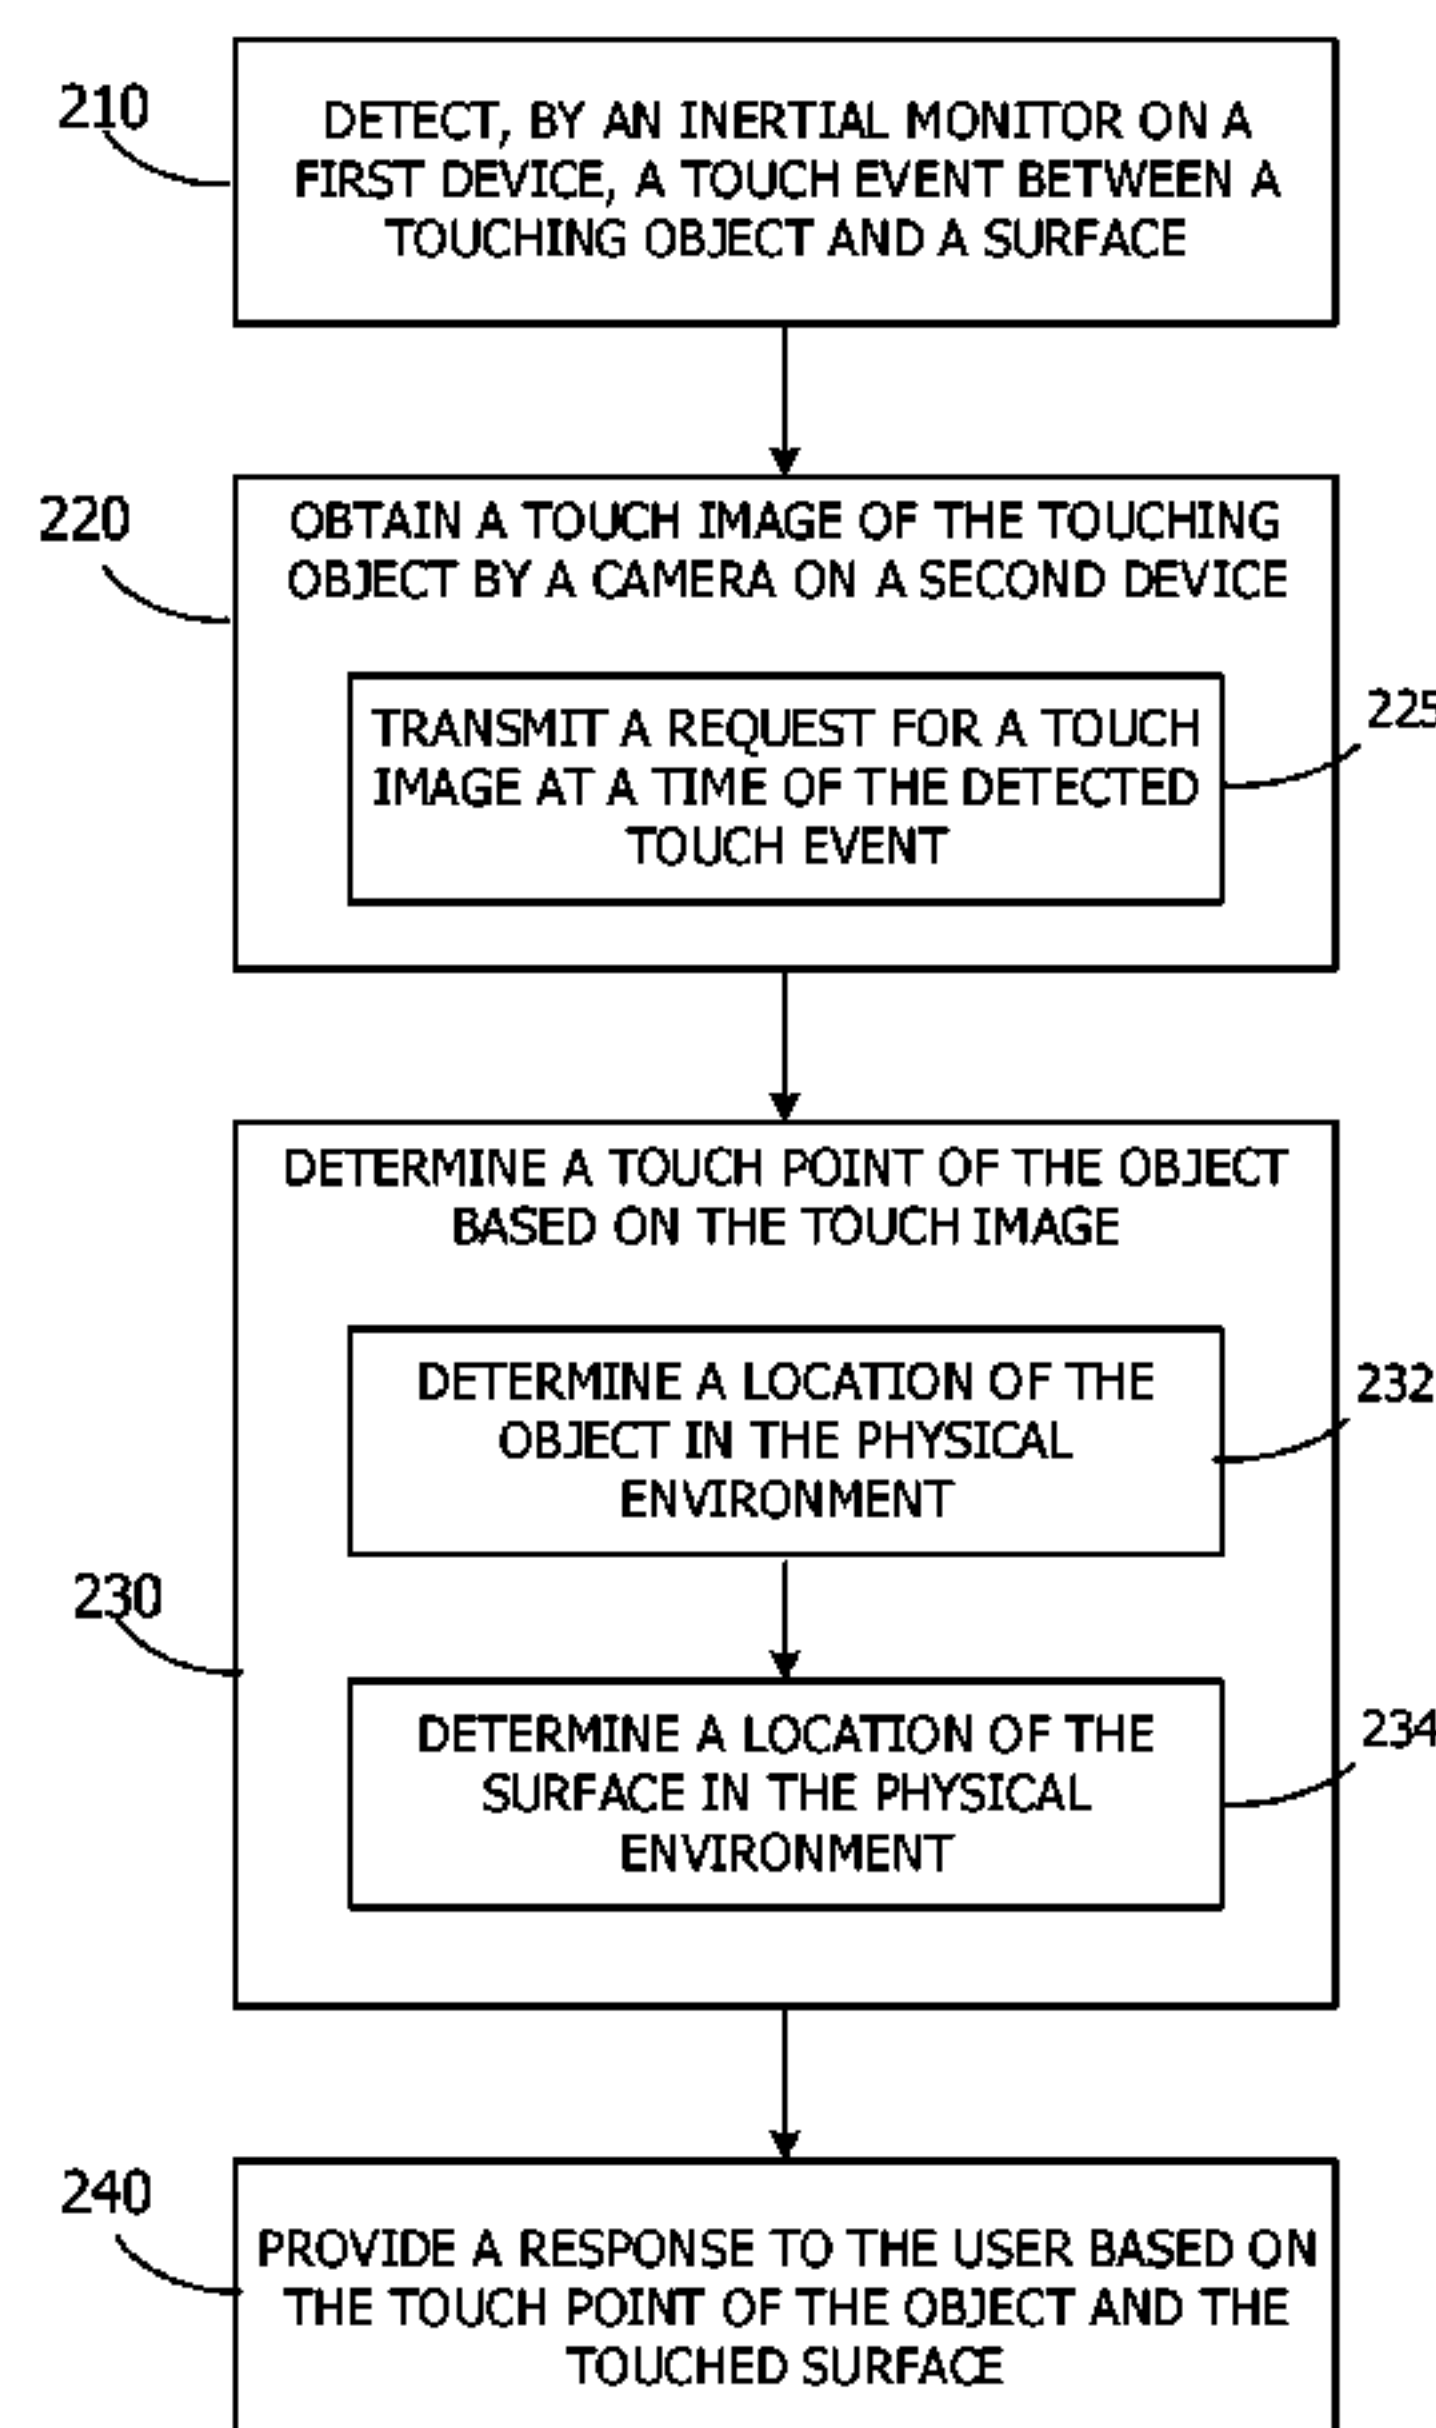 210
DETECT, BY AN INERTIAL MONITOR ON A
FIRST DEVICE, A TOUCH EVENT BETWEEN A
TOUCHING OBJECT AND A SURFACE
220
OBTAIN A TOUCH IMAGE OF THE TOUCHING
OBJECT BY A CAMERA ON A SECOND DEVICE
225
TRANSMIT A REQUEST FOR A TOUCH
IMAGE AT A TIME OF THE DETECTED
TOUCH EVENT
DETERMINE A TOUCH POINT OF THE OBJECT
BASED ON THE TOUCH IMAGE
232
DETERMINE A LOCATION OF THE
OBJECT IN THE PHYSICAL
ENVIRONMENT
230
234
DETERMINE A LOCATION OF THE
SURFACE IN THE PHYSICAL
ENVIRONMENT
240
PROVIDE A RESPONSE TO THE USER BASED ON
THE TOUCH POINT OF THE OBJECT AND THE
TOUCHED SURFACE